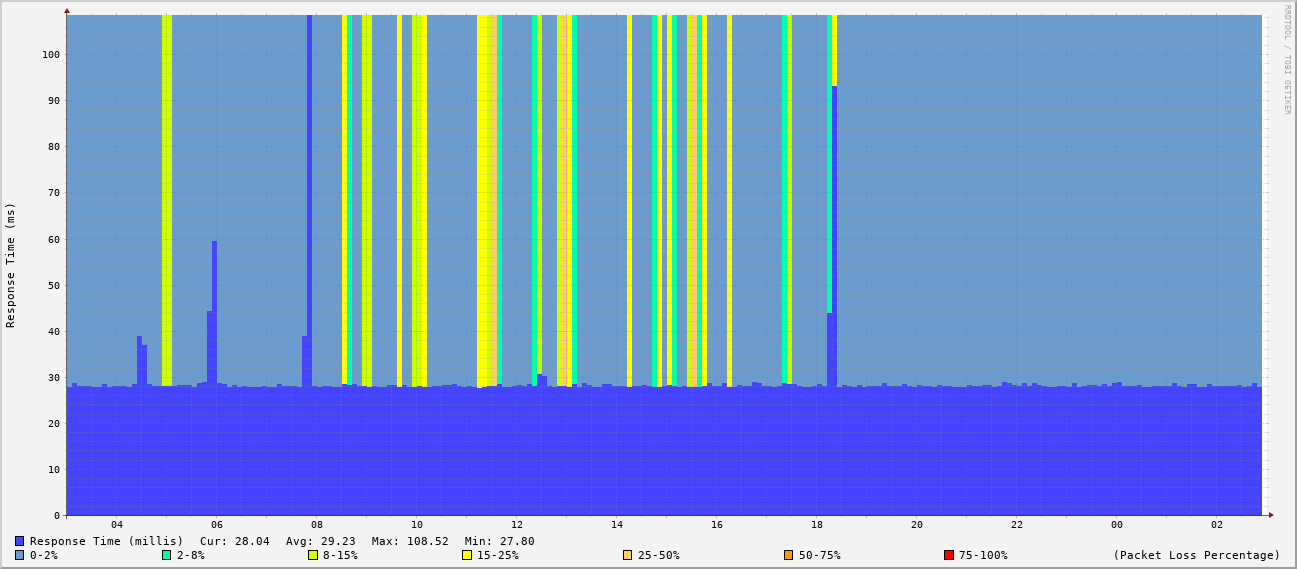 RRDTOOL / TOBI OETIKER
Response Time (ms)
100
90
80
70
60
50
40
30
20
10
0
04 06 08 10 12 14 16 18 20 22 00 02
Response Time (millis) Cur: 28.04 Avg: 29.23 Max: 108.52 Min: 27.80
0-2% 2-8% 8-15% 15-25% 25-50% 50-75% 75-100% (Packet Loss Percentage)